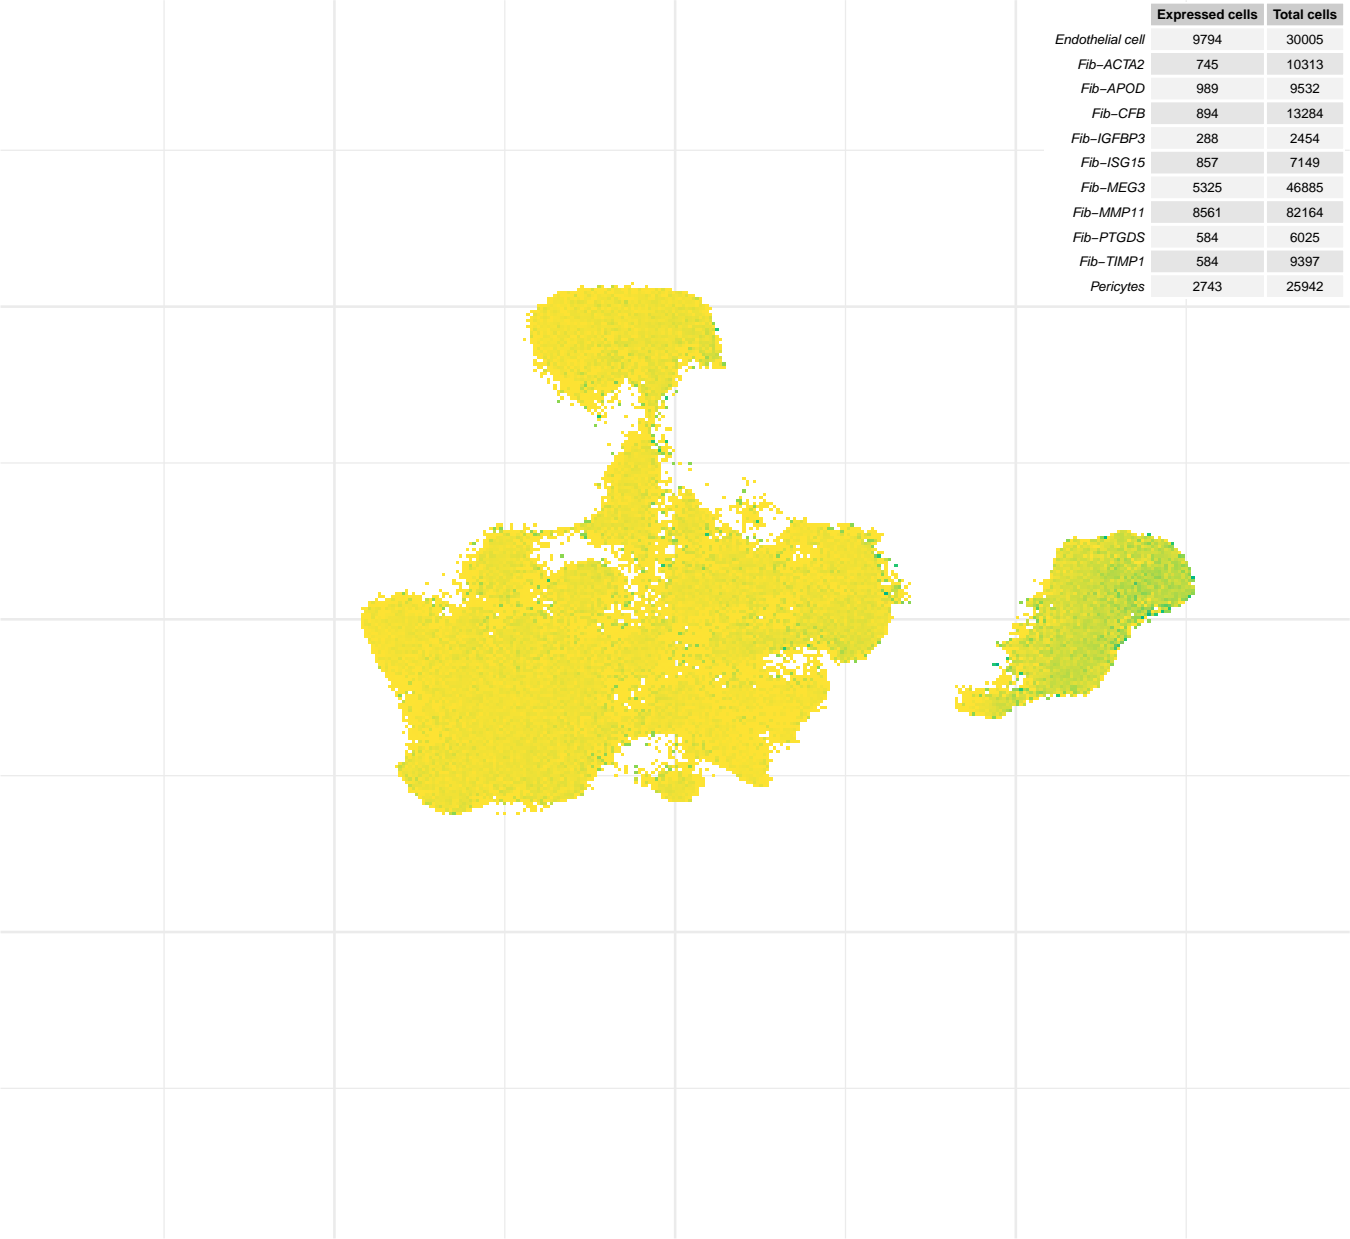 Expressed cells Total cells
Endothelial cell 9794 30005
Fib−ACTA2 745 10313
Fib−APOD 989 9532
Fib−CFB 894 13284
Fib−IGFBP3 288 2454
Fib−ISG15 857 7149
Fib−MEG3 5325 46885
Fib−MMP11 8561 82164
Fib−PTGDS 584 6025
Fib−TIMP1 584 9397
Pericytes 2743 25942